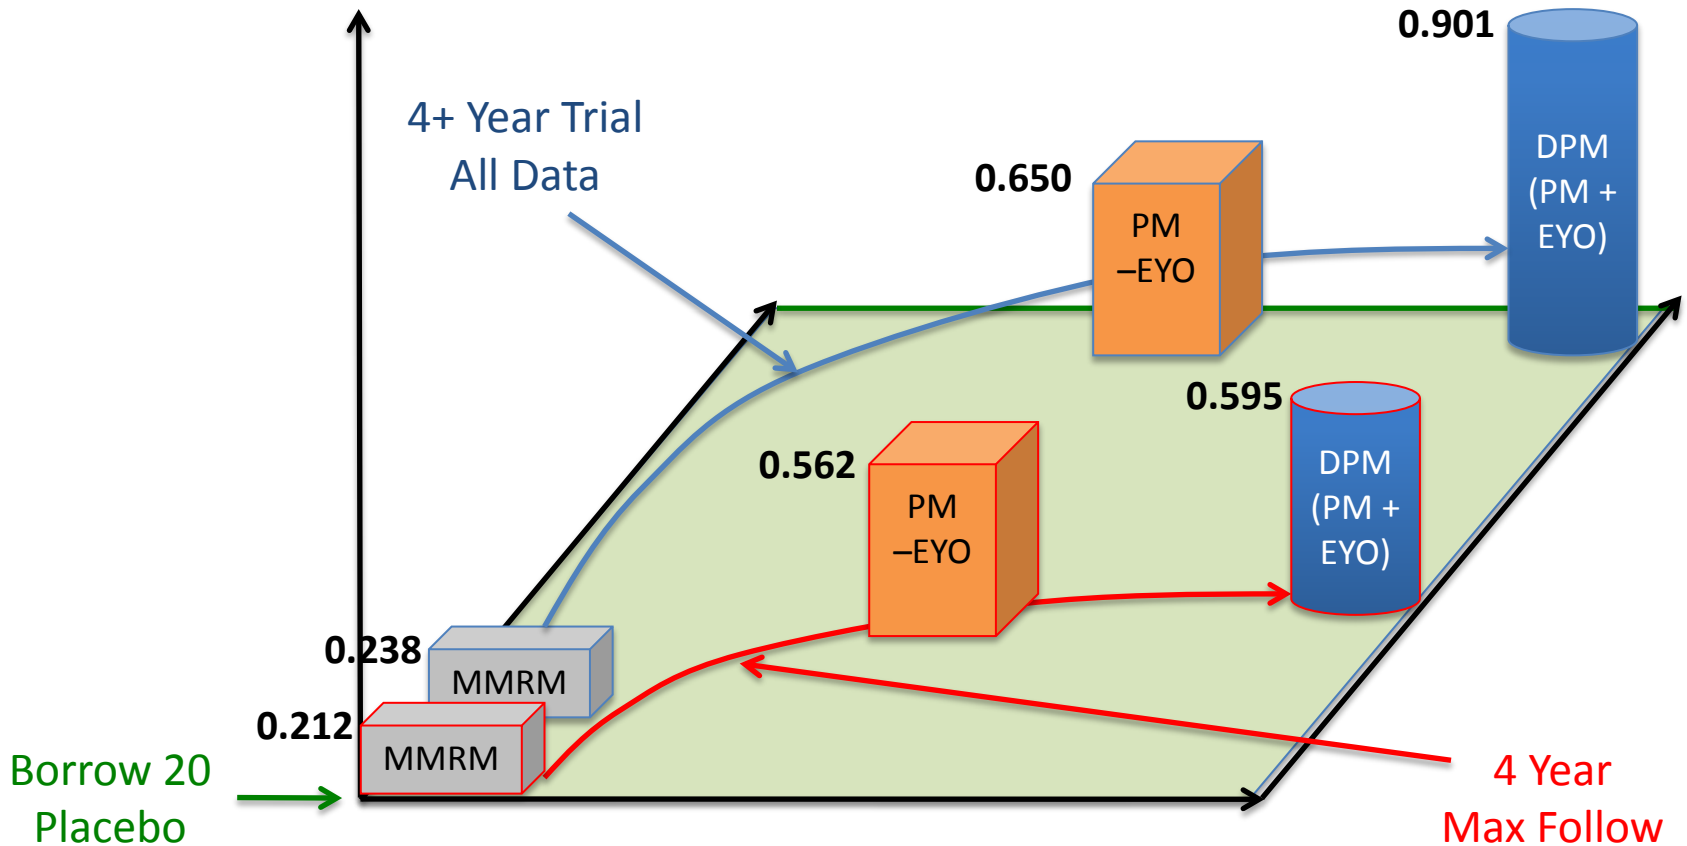 0.901
4+ Year Trial
All Data
DPM
(PM +
EYO)
0.650
PM
–EYO
0.595
DPM
(PM +
EYO)
0.562
PM
–EYO
0.238
MMRM
0.212
MMRM
Borrow 20
Placebo
4 Year
Max Follow